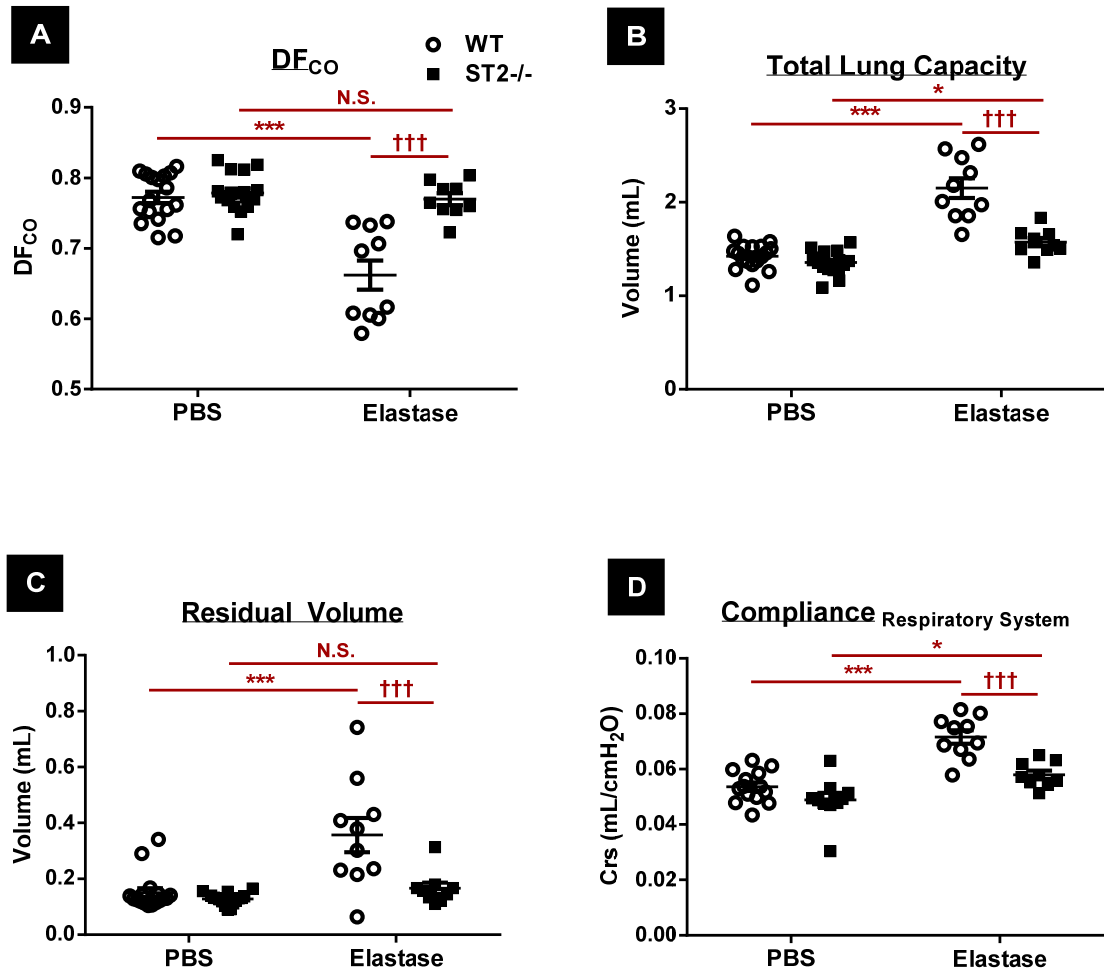 A
DF_CO
WT
ST2-/-
N.S.
***
†††
0.9
0.8
0.7
0.6
0.5
DF_CO
PBS
Elastase
B
Total Lung Capacity
*
***
†††
3
2
1
0
Volume (mL)
PBS
Elastase
C
Residual Volume
N.S.
***
†††
1.0
0.8
0.6
0.4
0.2
0.0
Volume (mL)
PBS
Elastase
D
Compliance Respiratory System
*
***
†††
0.10
0.08
0.06
0.04
0.02
0.00
Crs (mL/cmH₂O)
PBS
Elastase